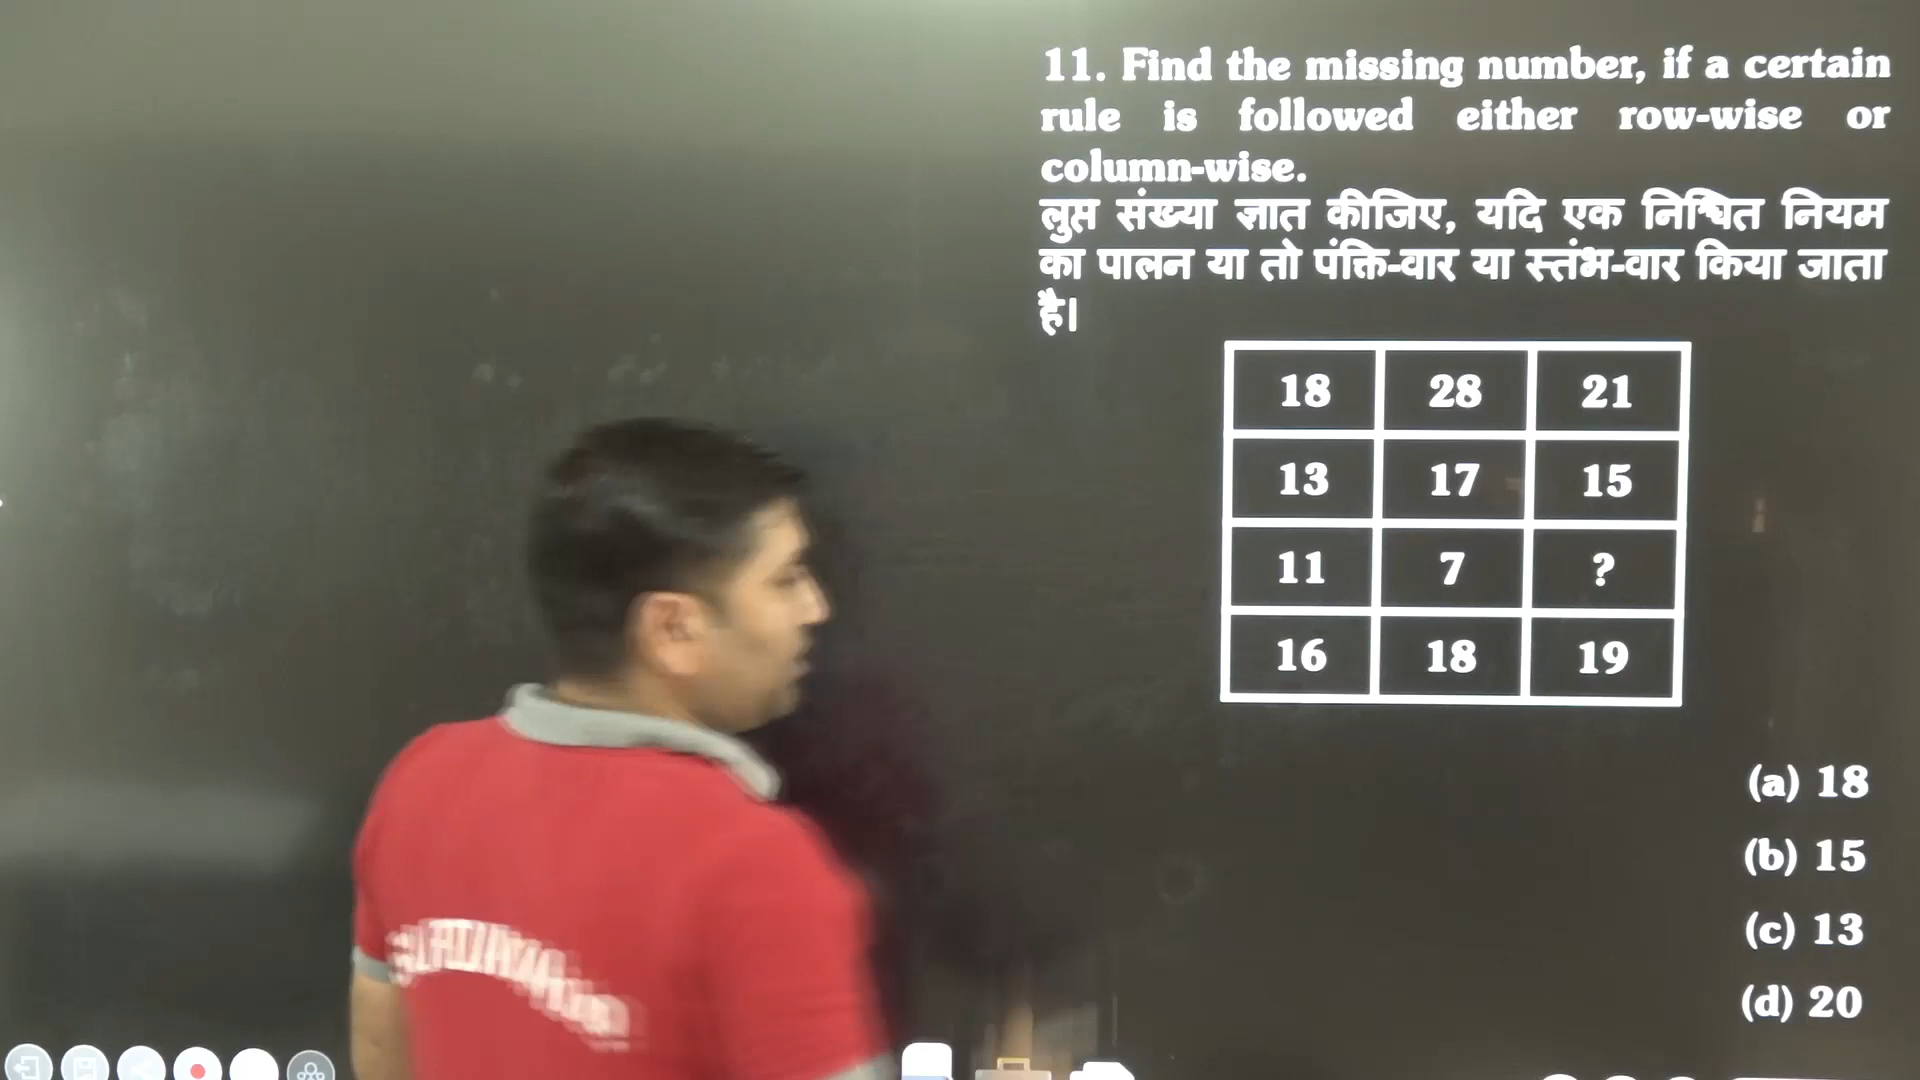 11. Find the missing number, if a certain
rule is followed either row-wise or
column-wise.
लुप्त संख्या ज्ञात कीजिए, यदि एक निश्चित नियम
का पालन या तो पंक्ति-वार या स्तंभ-वार किया जाता
है।
18 28 21
13 17 15
11 7 ?
16 18 19
(a) 18
(b) 15
(c) 13
(d) 20